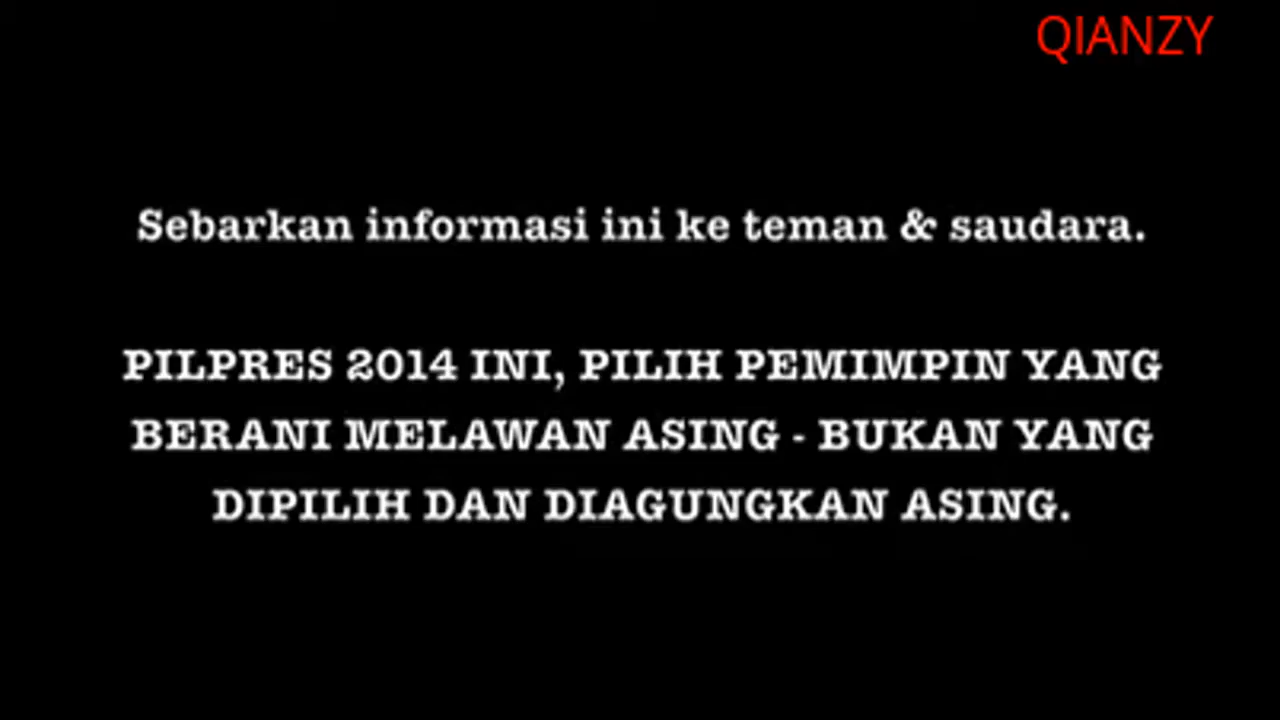 QIANZY
Sebarkan informasi ini ke teman & saudara.
PILPRES 2014 INI, PILIH PEMIMPIN YANG
BERANI MELAWAN ASING - BUKAN YANG
DIPILIH DAN DIAGUNGKAN ASING.